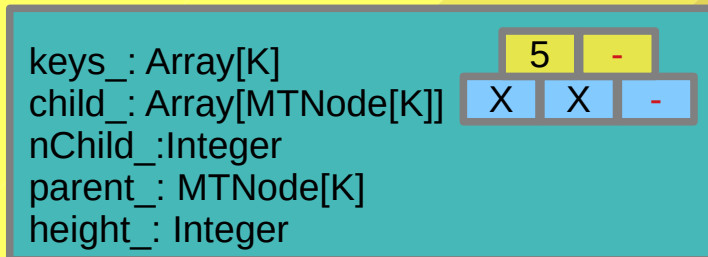 keys_: Array[K]
5 -
child_: Array[MTNode[K]]
X X -
nChild_:Integer
parent_: MTNode[K]
height_: Integer